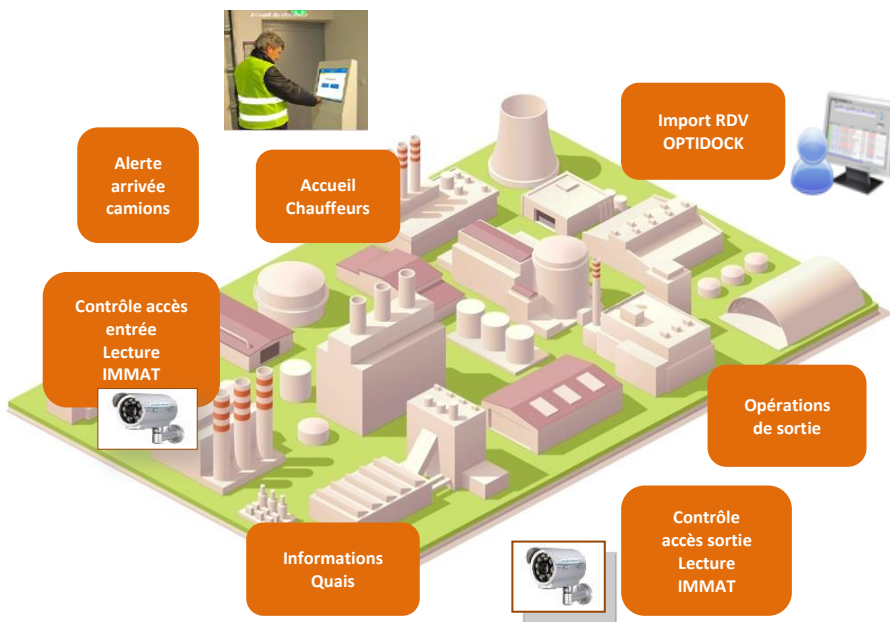 Import RDV
OPTIDOCK
Alerte
arrivée
camions
Accueil
Chauffeurs
Contrôle accès
entrée
Lecture
IMMAT
Opérations
de sortie
Contrôle
accès sortie
Lecture
IMMAT
Informations
Quais